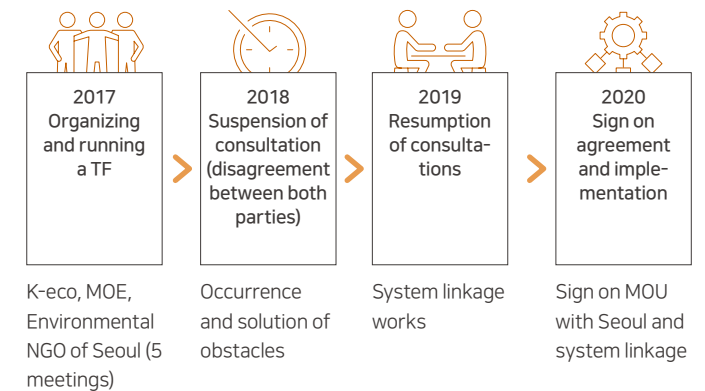 2017
Organizing
and running
a TF
2018
Suspension of
consultation
(disagreement
between both
parties)
2019
Resumption
of consulta-
tions
2020
Sign on
agreement
and imple-
mentation
K-eco, MOE,
Environmental
NGO of Seoul (5
meetings)
Occurrence
and solution of
obstacles
System linkage
works
Sign on MOU
with Seoul and
system linkage